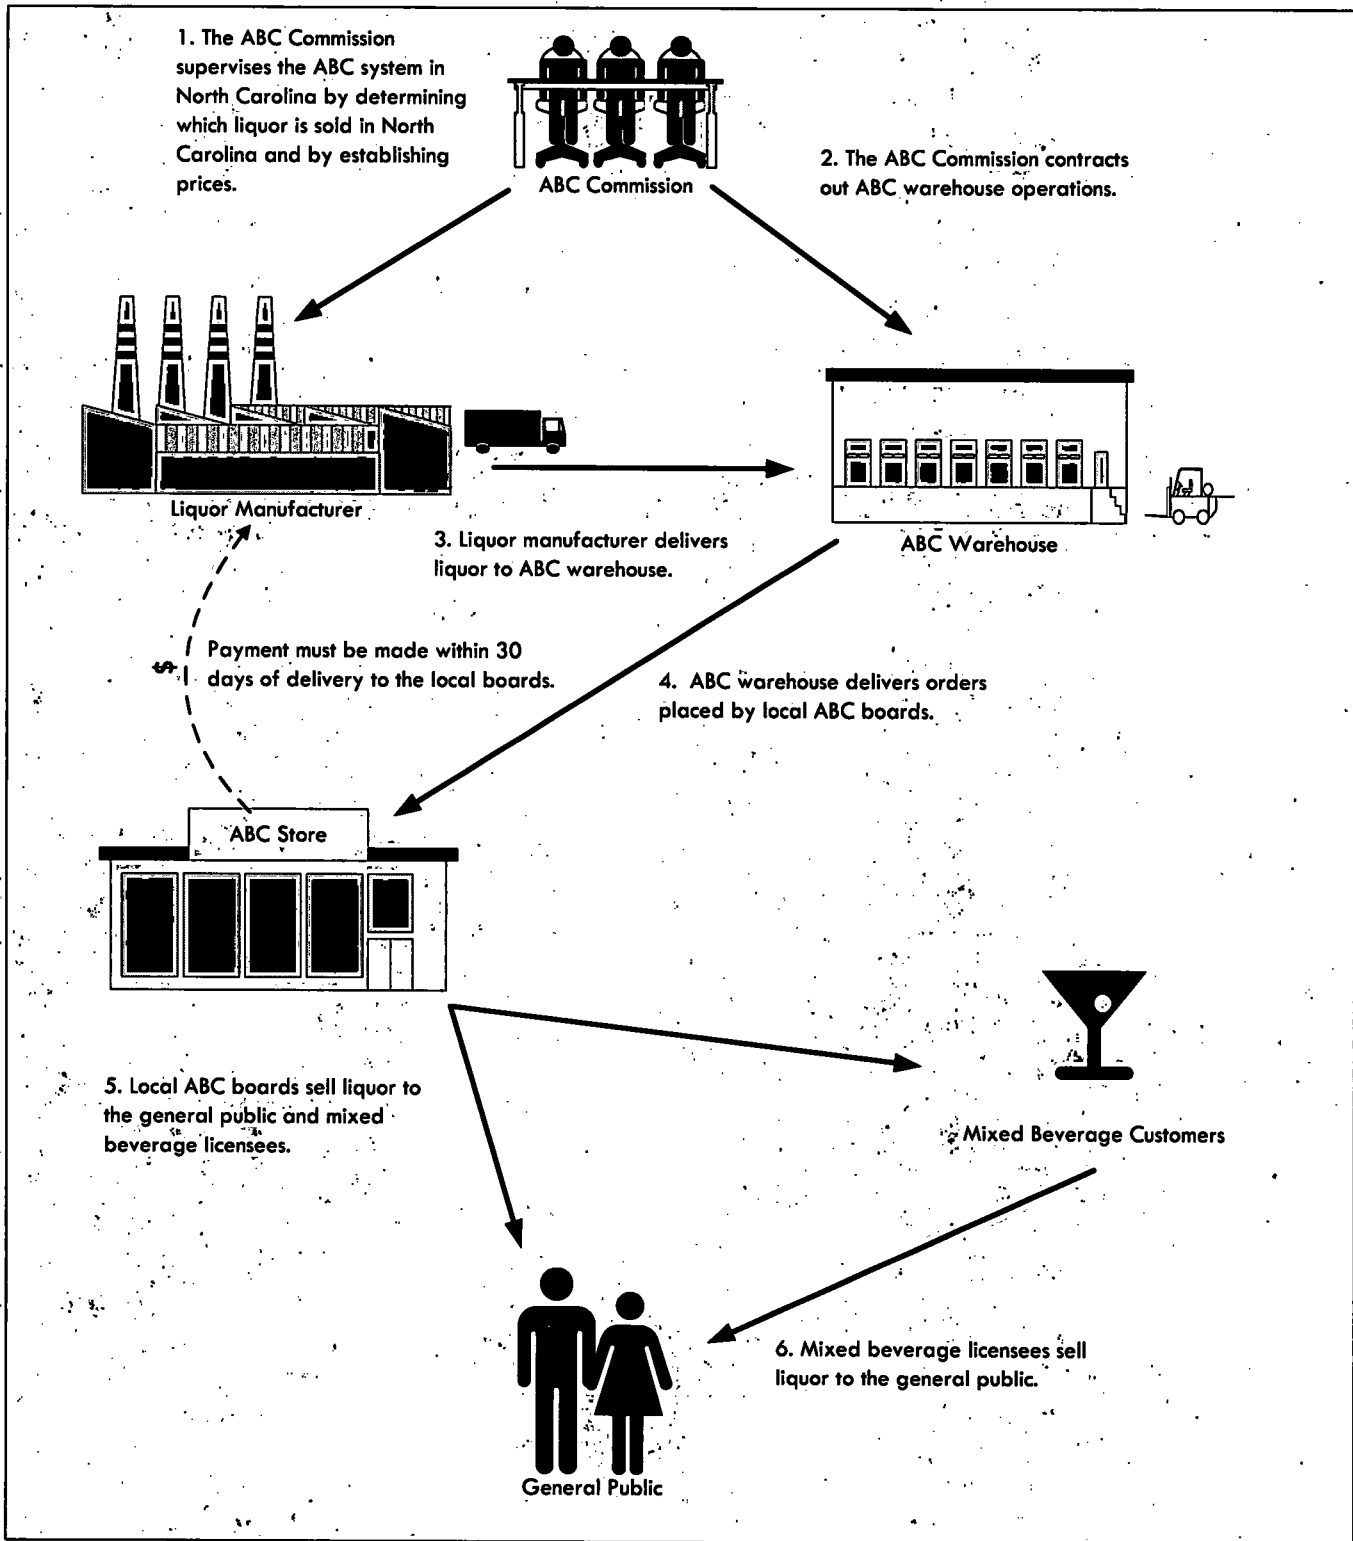 1. The ABC Commission
supervises the ABC system in
North Carolina by determining
which liquor is sold in North
Carolina and by establishing
prices.
ABC Commission
2. The ABC Commission contracts
out ABC warehouse operations.
Liquor Manufacturer
3. Liquor manufacturer delivers
liquor to ABC warehouse.
ABC Warehouse
$
Payment must be made within 30
days of delivery to the local boards.
4. ABC warehouse delivers orders
placed by local ABC boards.
ABC Store
5. Local ABC boards sell liquor to
the general public and mixed
beverage licensees.
Mixed Beverage Customers
6. Mixed beverage licensees sell
liquor to the general public.
General Public